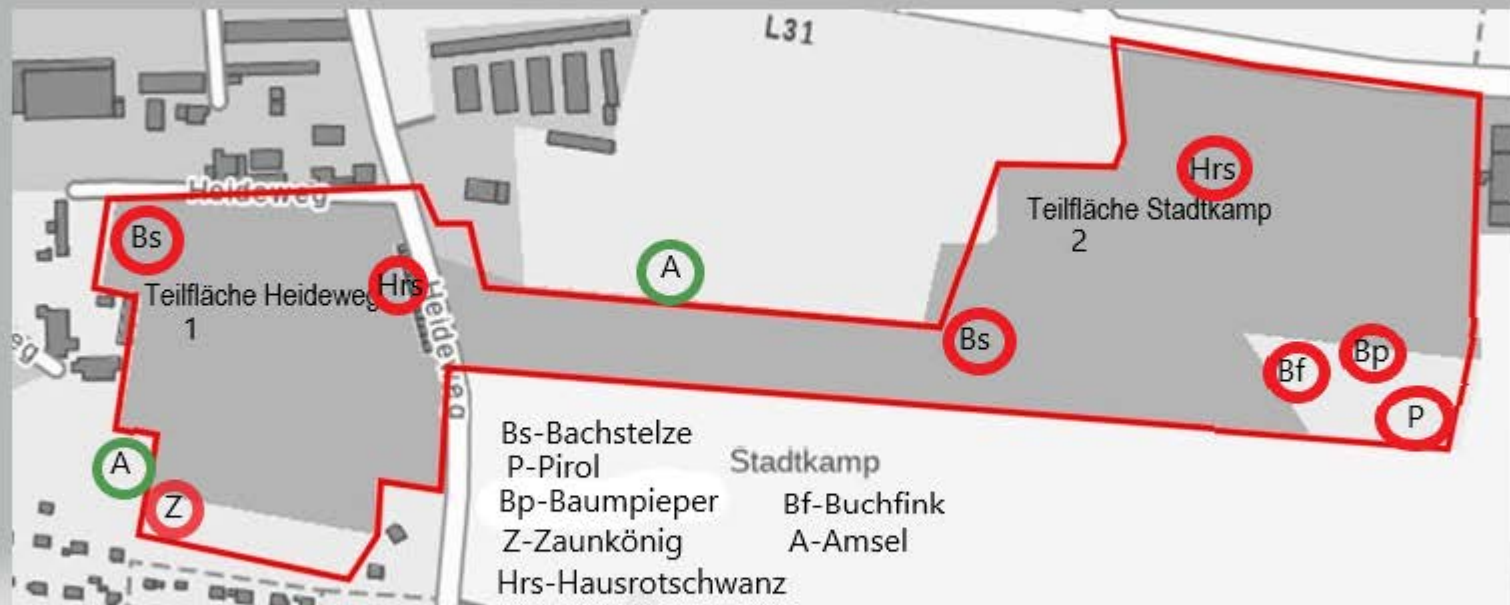 L31
Heideweg
Hrs
Teilfläche Stadtkamp
2
Bs
A
Teilfläche Heideweg
1
Hrs
Heideweg
Bs
Bf
Bp
P
eg
A
Z
Bs-Bachstelze
P-Pirol
Stadtkamp
Bp-Baumpieper
Bf-Buchfink
Z-Zaunkönig
A-Amsel
Hrs-Hausrotschwanz